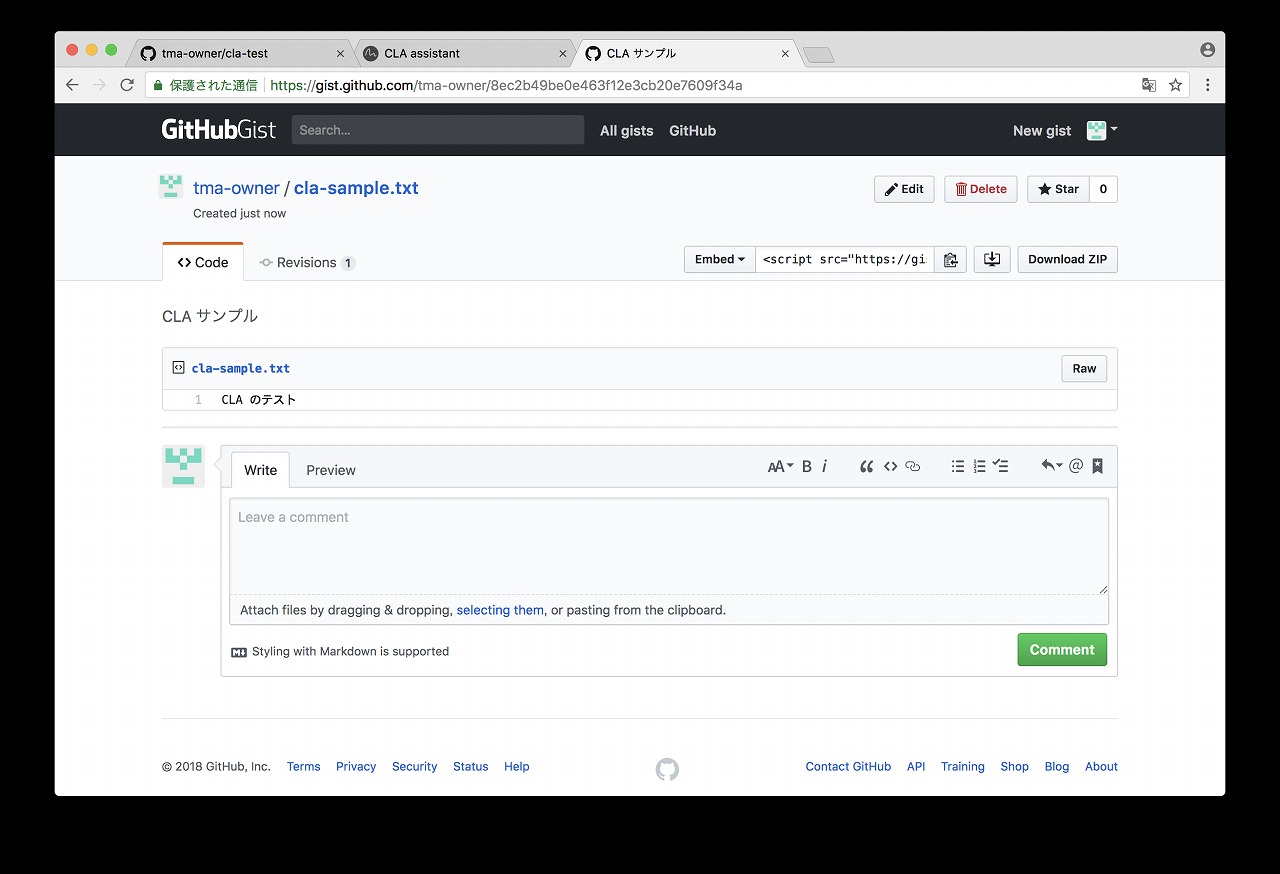 tma-owner/cla-test
CLA assistant
CLA サンプル
保護された通信 https://gist.github.com/tma-owner/8ec2b49be0e463f12e3cb20e7609f34a
GitHubGist Search... All gists GitHub New gist
tma-owner / cla-sample.txt Edit Delete Star 0
Created just now
Code Revisions 1 Embed <script src="https://gi Download ZIP
CLA サンプル
cla-sample.txt Raw
1 CLA のテスト
Write Preview AA B i
Leave a comment
Attach files by dragging & dropping, selecting them, or pasting from the clipboard.
Styling with Markdown is supported Comment
© 2018 GitHub, Inc. Terms Privacy Security Status Help Contact GitHub API Training Shop Blog About